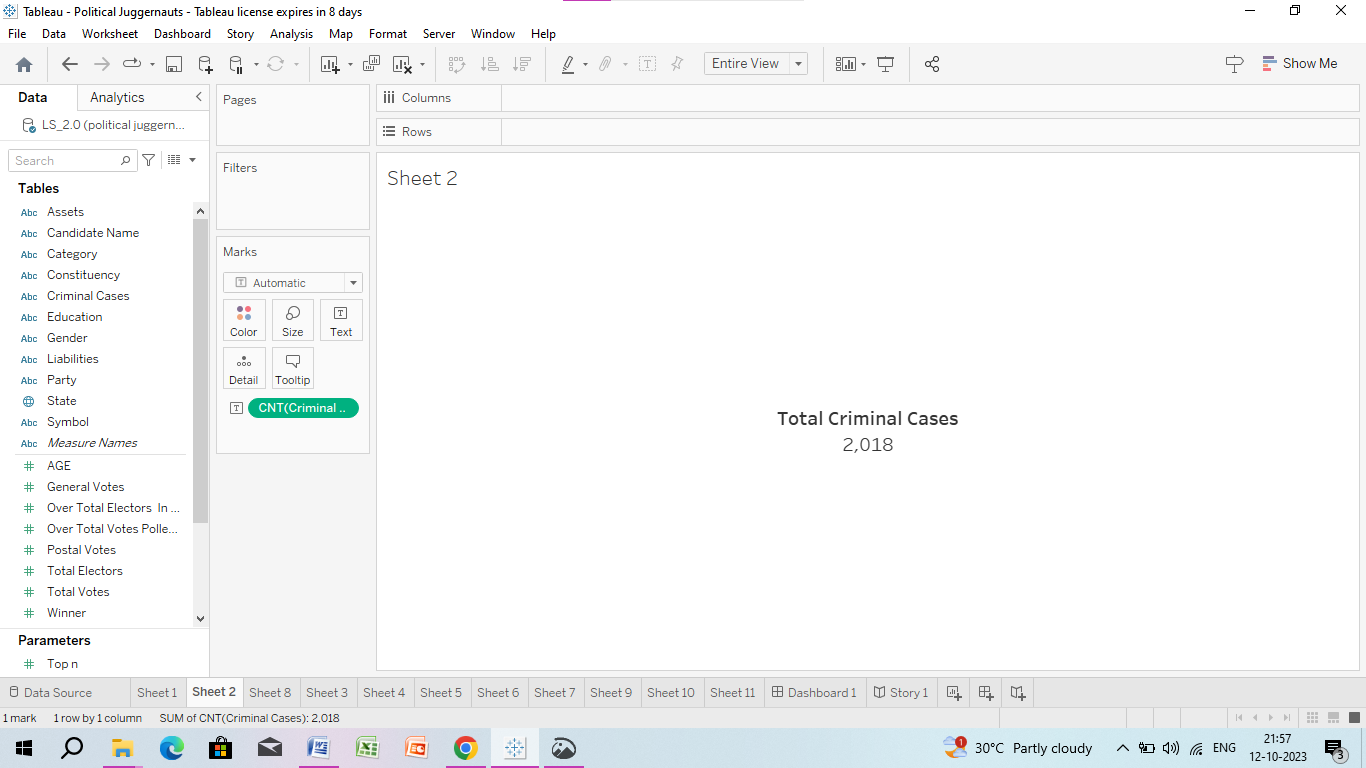 Tableau - Political Juggernauts - Tableau license expires in 8 days
File Data Worksheet Dashboard Story Analysis Map Format Server Window Help
Entire View
Show Me
Data Analytics
LS_2.0 (political juggern...
Search
Tables
Abc Assets
Abc Candidate Name
Abc Category
Abc Constituency
Abc Criminal Cases
Abc Education
Abc Gender
Abc Liabilities
Abc Party
State
Abc Symbol
Abc Measure Names
# AGE
# General Votes
# Over Total Electors In ...
# Over Total Votes Polle...
# Postal Votes
# Total Electors
# Total Votes
# Winner
Parameters
# Top n
Pages
Filters
Marks
T Automatic
Color Size Text
Detail Tooltip
T CNT(Criminal ..
Columns
Rows
Sheet 2
Total Criminal Cases
2,018
Data Source Sheet 1 Sheet 2 Sheet 8 Sheet 3 Sheet 4 Sheet 5 Sheet 6 Sheet 7 Sheet 9 Sheet 10 Sheet 11 Dashboard 1 Story 1
1 mark 1 row by 1 column SUM of CNT(Criminal Cases): 2,018
1 30°C Partly cloudy ENG 21:57
12-10-2023 3